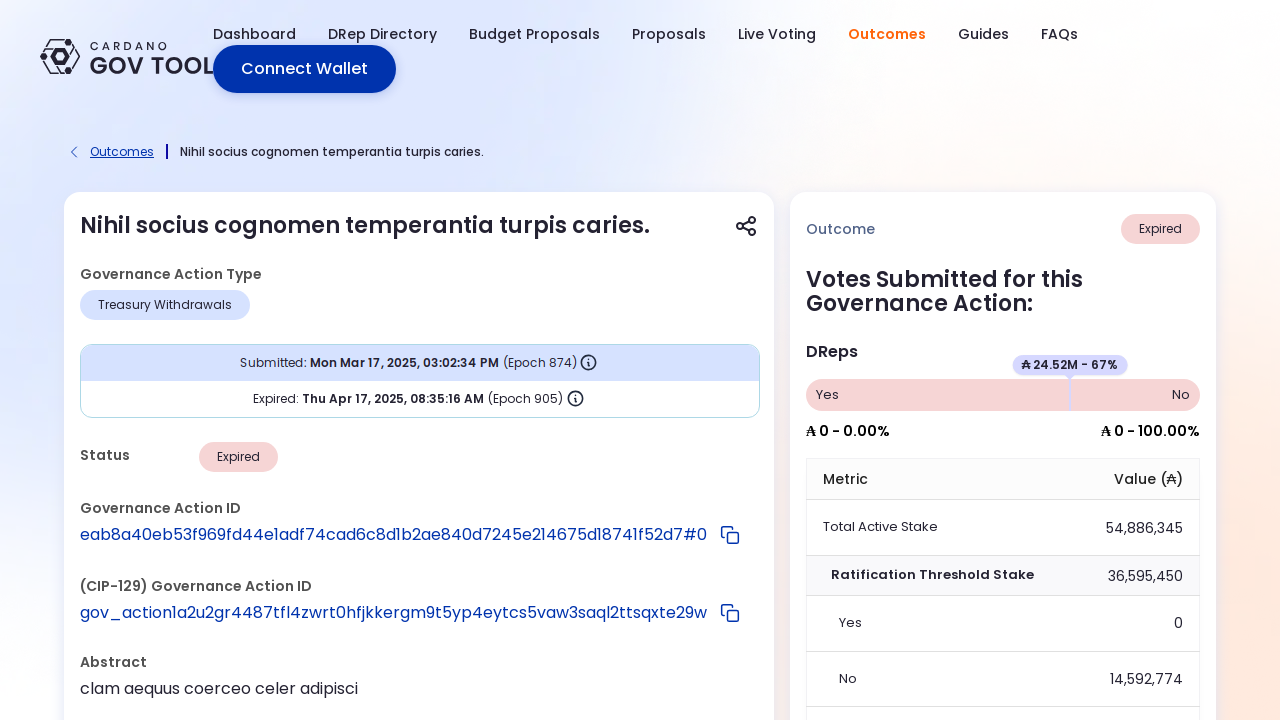 CARDANO
GOV TOOL
Dashboard
DRep Directory
Budget Proposals
Proposals
Live Voting
Outcomes
Guides
FAQs
Connect Wallet
Outcomes
Nihil socius cognomen temperantia turpis caries.
Nihil socius cognomen temperantia turpis caries.
Governance Action Type
Treasury Withdrawals
Submitted: Mon Mar 17, 2025, 03:02:34 PM (Epoch 874)
Expired: Thu Apr 17, 2025, 08:35:16 AM (Epoch 905)
Status
Expired
Governance Action ID
eab8a40eb53f969fd44e1adf74cad6c8d1b2ae840d7245e214675d18741f52d7#0
(CIP-129) Governance Action ID
gov_action1a2u2gr4487tfl4zwrt0hfjkkergm9t5yp4eytcs5vaw3saql2ttsqxte29w
Abstract
clam aequus coerceo celer adipisci
Outcome
Expired
Votes Submitted for this
Governance Action:
DReps
₳ 24.52M - 67%
Yes
No
₳ 0 - 0.00%
₳ 0 - 100.00%
Metric
Value (₳)
Total Active Stake
54,886,345
Ratification Threshold Stake
36,595,450
Yes
0
No
14,592,774